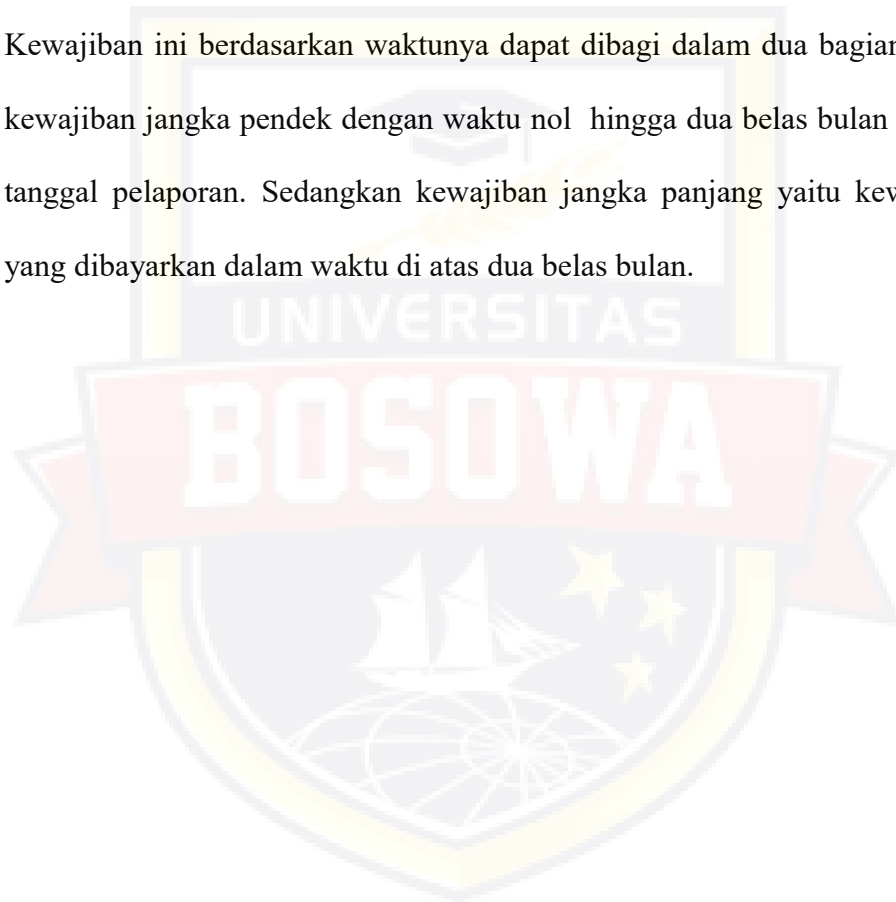 Kewajiban ini berdasarkan waktunya dapat dibagi dalam dua bagian
kewajiban jangka pendek dengan waktu nol hingga dua belas bulan
tanggal pelaporan. Sedangkan kewajiban jangka panjang yaitu
yang dibayarkan dalam waktu di atas dua belas bulan.
UNIVERSITAS
BOSOWA